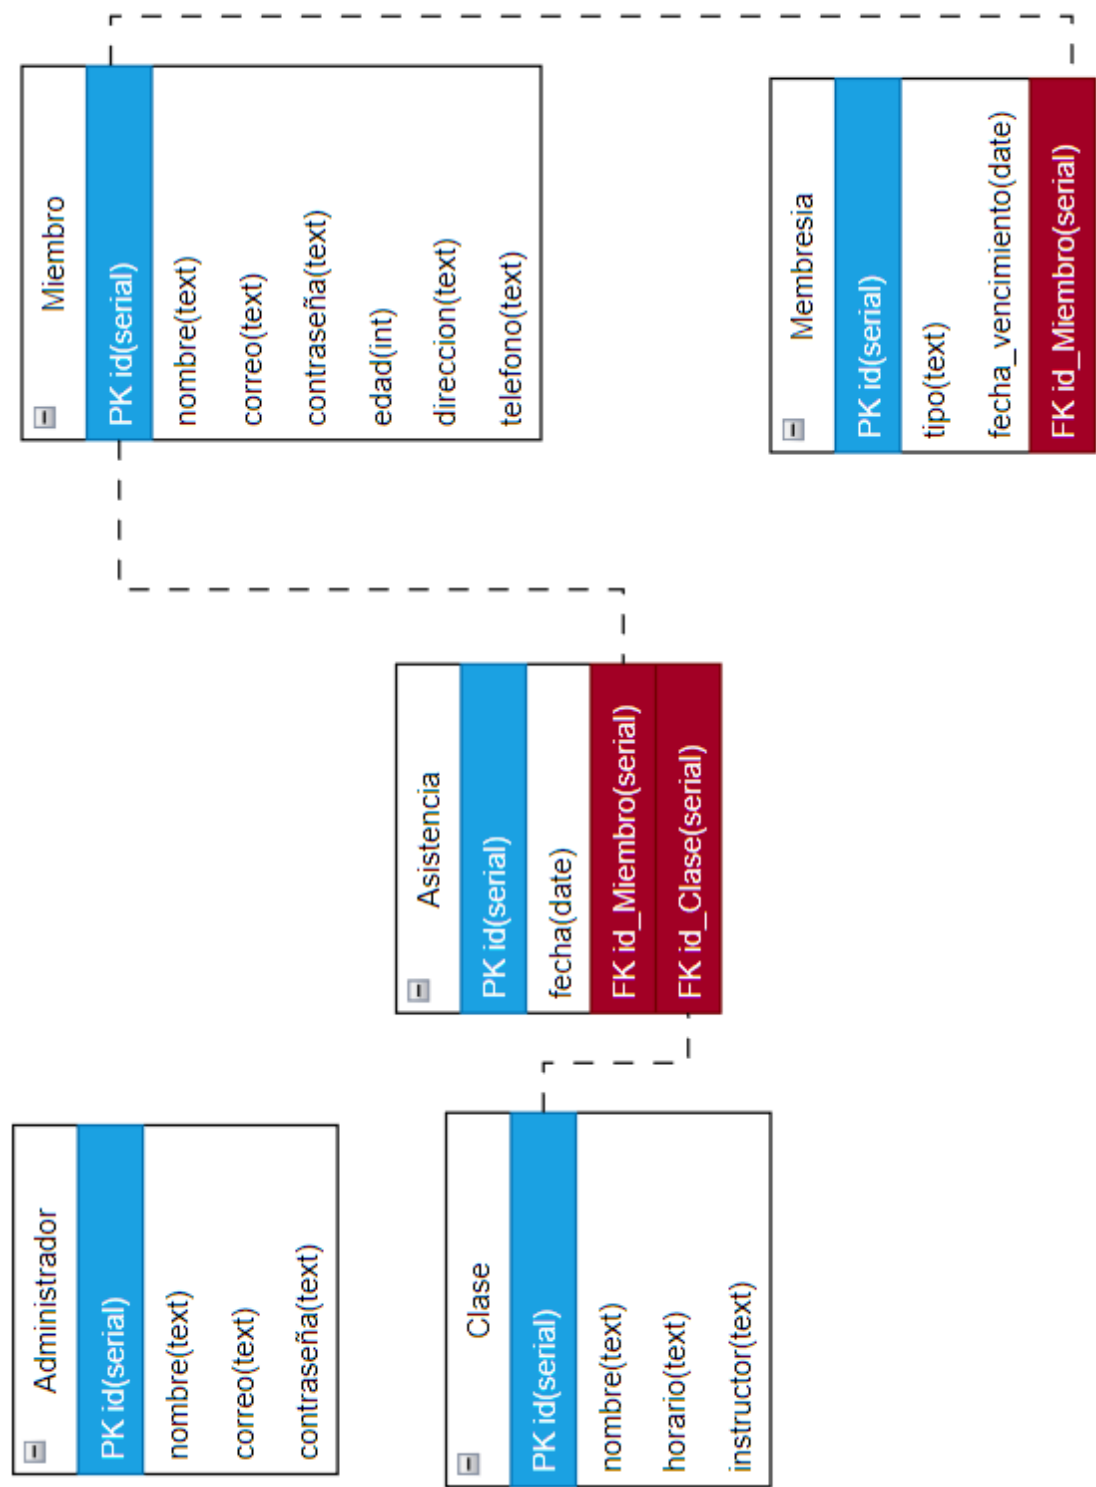 Administrador
PK id(serial)
nombre(text)
correo(text)
contraseña(text)
Miembro
PK id(serial)
nombre(text)
correo(text)
contraseña(text)
edad(int)
direccion(text)
telefono(text)
Asistencia
PK id(serial)
fecha(date)
FK id_Miembro(serial)
FK id_Clase(serial)
Clase
PK id(serial)
nombre(text)
horario(text)
instructor(text)
Membresia
PK id(serial)
tipo(text)
fecha_vencimiento(date)
FK id_Miembro(serial)